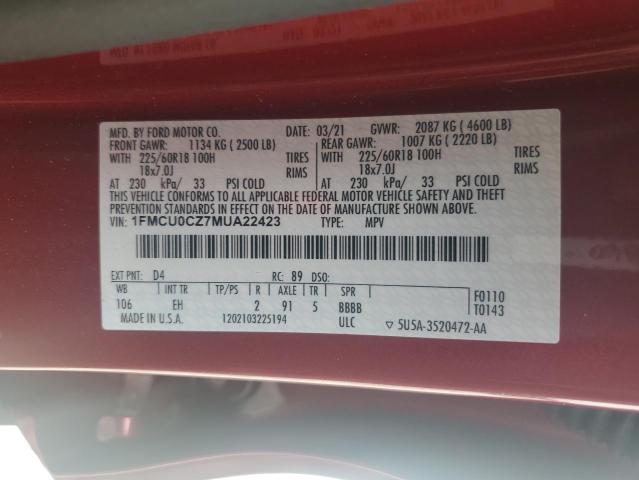 MFD. BY FORD MOTOR CO. DATE: 03/21 GVWR: 2087 KG ( 4600 LB)
FRONT GAWR: 1134 KG ( 2500 LB) REAR GAWR: 1007 KG ( 2220 LB)
WITH 225/60R18 100H TIRES WITH 225/60R18 100H TIRES
18x7.0J RIMS 18x7.0J RIMS
AT 230 kPa/ 33 PSI COLD AT 230 kPa/ 33 PSI COLD
THIS VEHICLE CONFORMS TO ALL APPLICABLE FEDERAL MOTOR VEHICLE SAFETY AND THEFT
PREVENTION STANDARDS IN EFFECT ON THE DATE OF MANUFACTURE SHOWN ABOVE.
VIN: 1FMCU0CZ7MUA22423 TYPE: MPV
EXT PNT: D4 RC: 89 DSO:
WB INT TR TP/PS R AXLE TR SPR F0110
106 EH 2 91 5 BBBB T0143
MADE IN U.S.A. 1202103225194 ULC 5U5A-3520472-AA